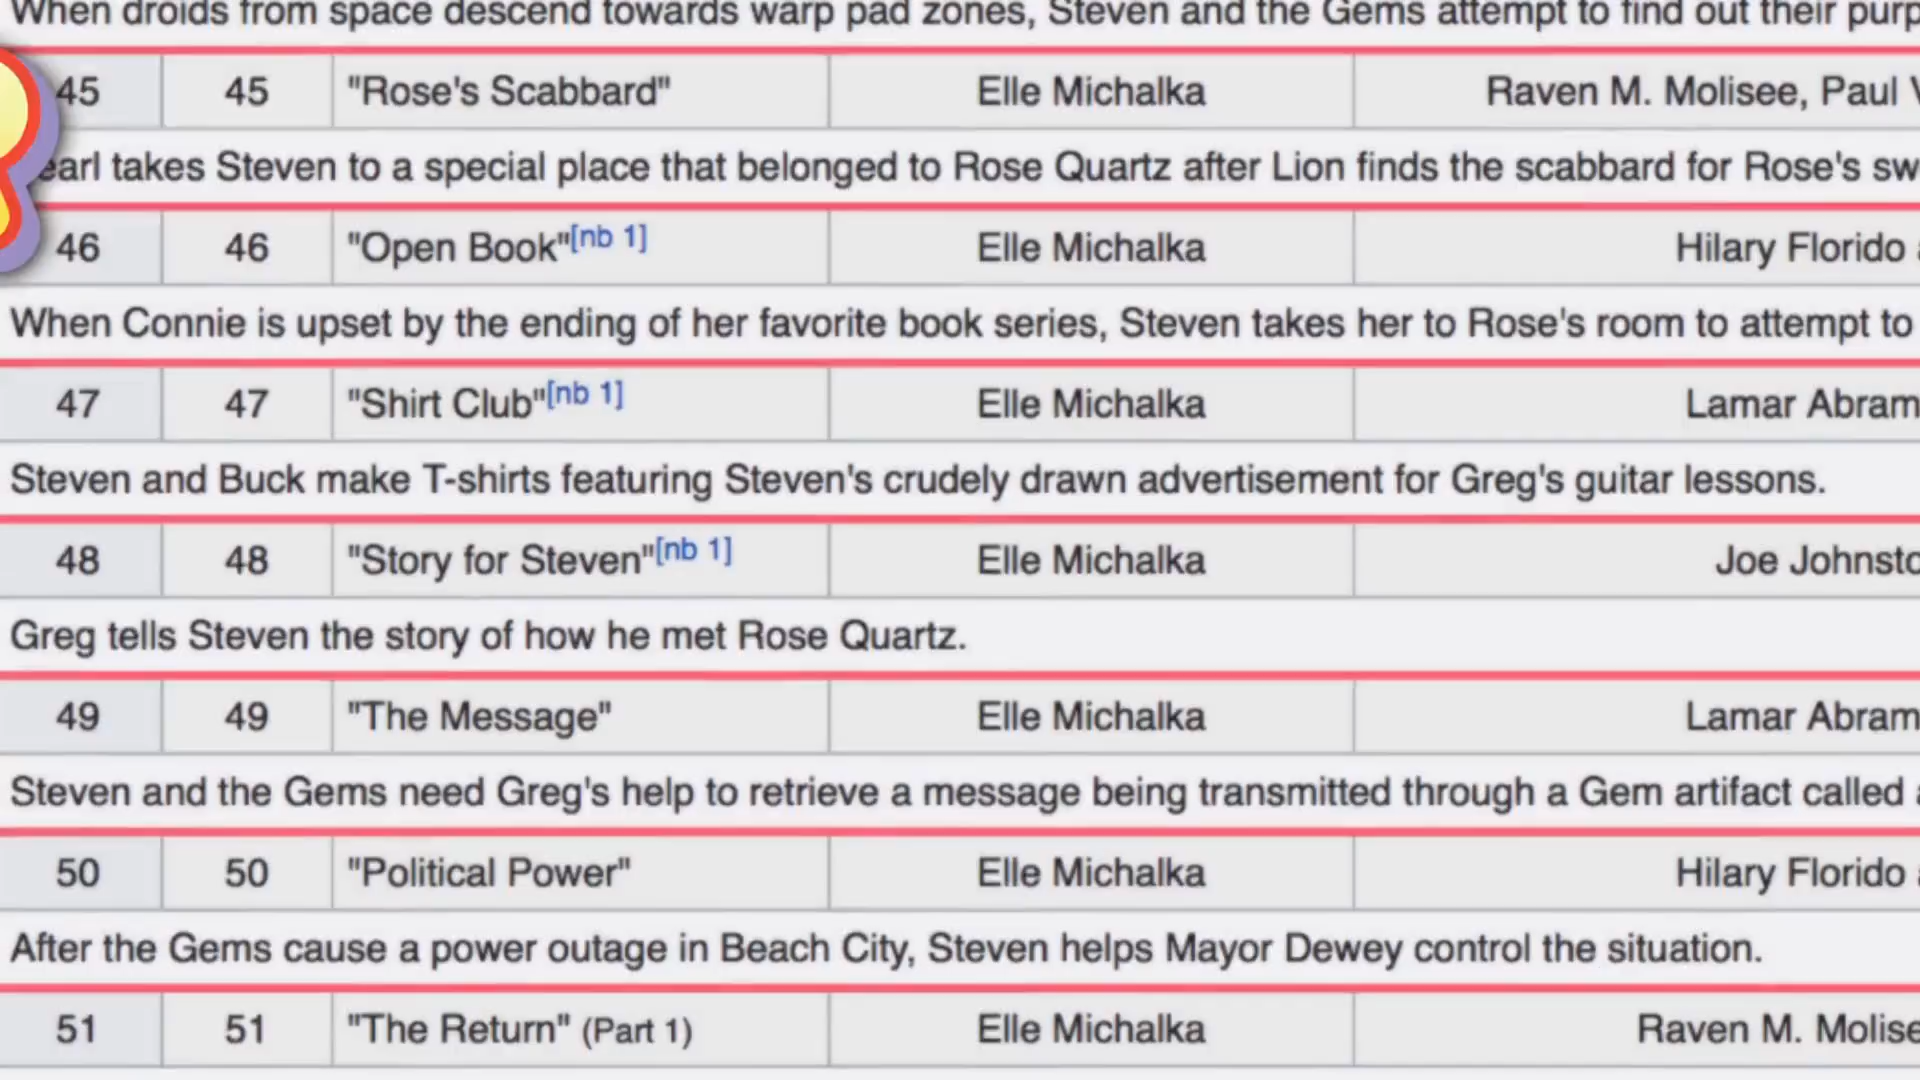 When droids from space descend towards warp pad zones, Steven and the Gems attempt to find out their
45 45 "Rose's Scabbard" Elle Michalka Raven M. Molisee, Paul
takes Steven to a special place that belonged to Rose Quartz after Lion finds the scabbard for Rose's
46 46 "Open Book"[nb 1] Elle Michalka Hilary Florido
When Connie is upset by the ending of her favorite book series, Steven takes her to Rose's room to attempt to
47 47 "Shirt Club"[nb 1] Elle Michalka Lamar Abram
Steven and Buck make T-shirts featuring Steven's crudely drawn advertisement for Greg's guitar lessons.
48 48 "Story for Steven"[nb 1] Elle Michalka Joe Johnsto
Greg tells Steven the story of how he met Rose Quartz.
49 49 "The Message" Elle Michalka Lamar Abram
Steven and the Gems need Greg's help to retrieve a message being transmitted through a Gem artifact called
50 50 "Political Power" Elle Michalka Hilary Florido
After the Gems cause a power outage in Beach City, Steven helps Mayor Dewey control the situation.
51 51 "The Return" (Part 1) Elle Michalka Raven M. Molise